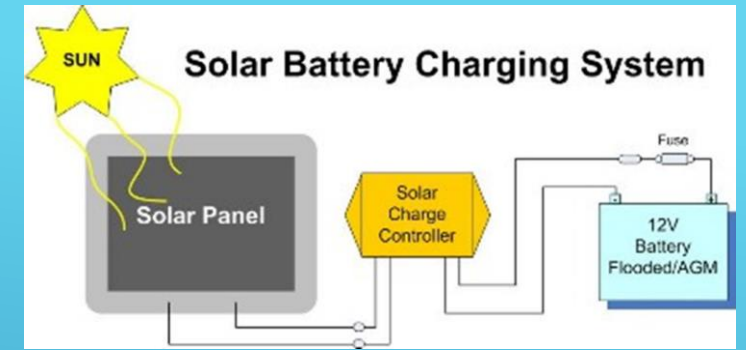 SUN
Solar Battery Charging System
Fuse
Solar Panel
Solar
Charge
Controller
12V
Battery
Flooded/AGM